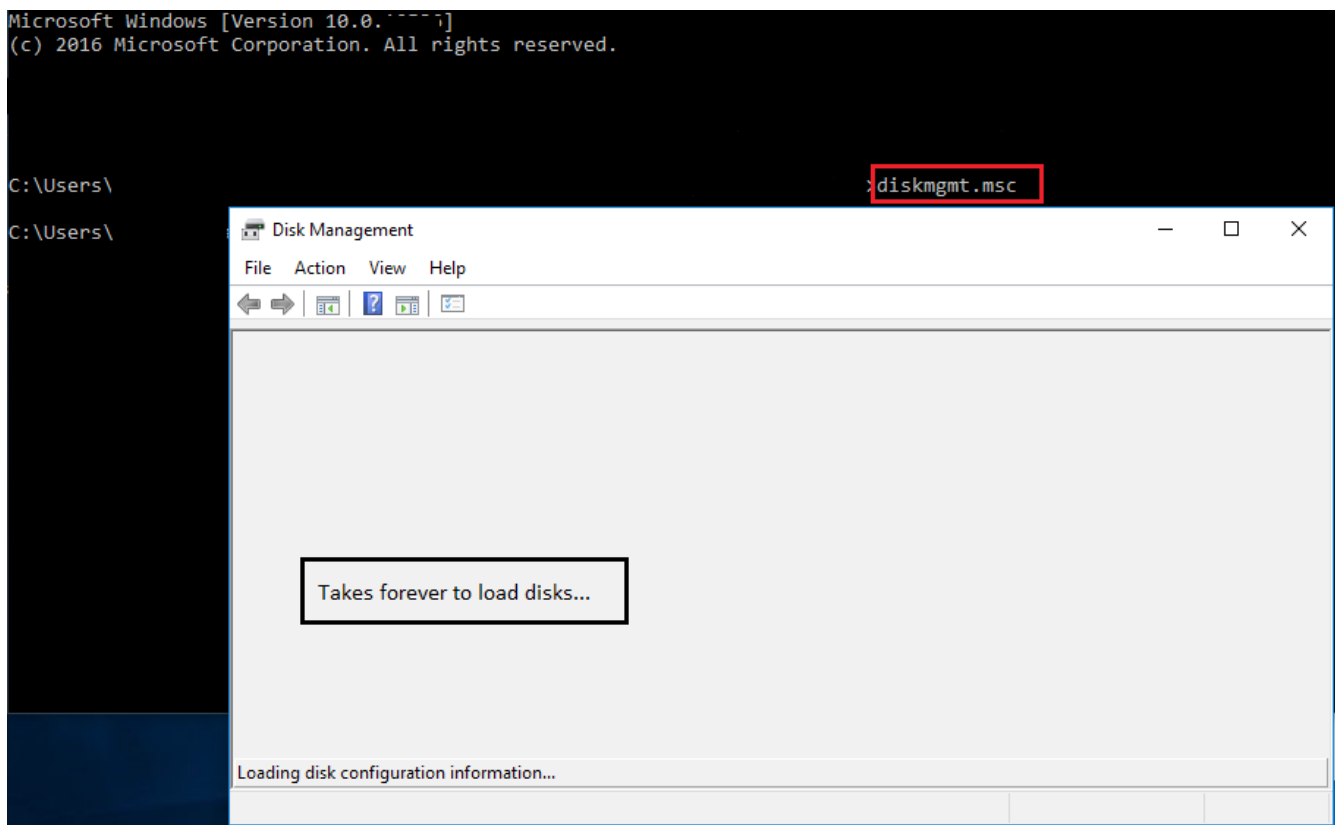 Microsoft Windows [Version 10.0.
(c) 2016 Microsoft Corporation. All rights reserved.
C:\Users\ >diskmgmt.msc
C:\Users\
Disk Management
File Action View Help
Takes forever to load disks...
Loading disk configuration information...